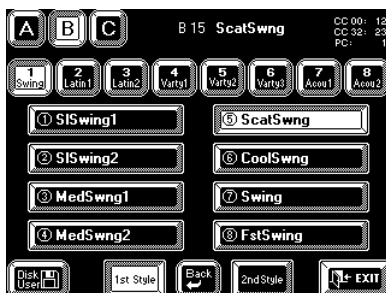 A B C B 15 ScatSwng CC 00: 12
CC 32: 23
PC: 1
1 Swing 2 Latin1 3 Latin2 4 Varty1 5 Varty2 6 Varty3 7 Acou1 8 Acou2
① SlSwing1 ⑤ ScatSwng
② SlSwing2 ⑥ CoolSwng
③ MedSwng1 ⑦ Swing
④ MedSwng2 ⑧ FstSwing
Disk User 1st Style Back 2nd Style EXIT